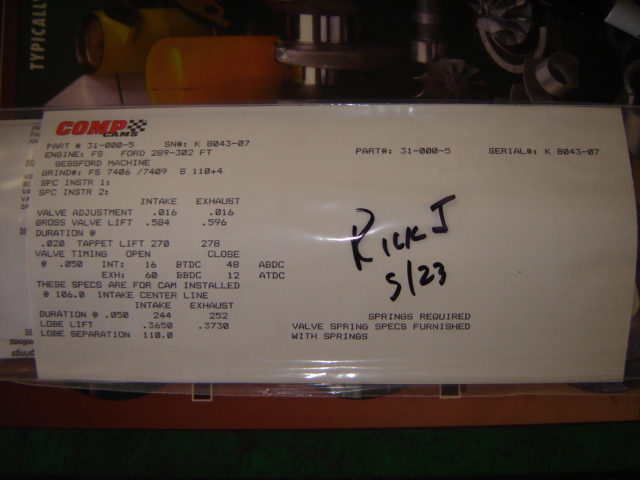 TYPICALLY
COMP
CAMS
PART # 31-000-5 SN#: K 8043-07
ENGINE: FS FORD 289-302 FT
GESSFORD MACHINE
GRIND#: FS 7406 /7409 S 110+4
SPC INSTR 1:
SPC INSTR 2:
INTAKE EXHAUST
VALVE ADJUSTMENT .016 .016
GROSS VALVE LIFT .584 .596
DURATION @
.020 TAPPET LIFT 270 278
VALVE TIMING OPEN CLOSE
@ .050 INT: 16 BTDC 48 ABDC
EXH: 60 BBDC 12 ATDC
THESE SPECS ARE FOR CAM INSTALLED
@ 106.0 INTAKE CENTER LINE
INTAKE EXHAUST
DURATION @ .050 244 252
LOBE LIFT .3650 .3730
LOBE SEPARATION 110.0
PART#: 31-000-5 SERIAL#: K 8043-07
RICK J
5/23
SPRINGS REQUIRED
VALVE SPRING SPECS FURNISHED
WITH SPRINGS